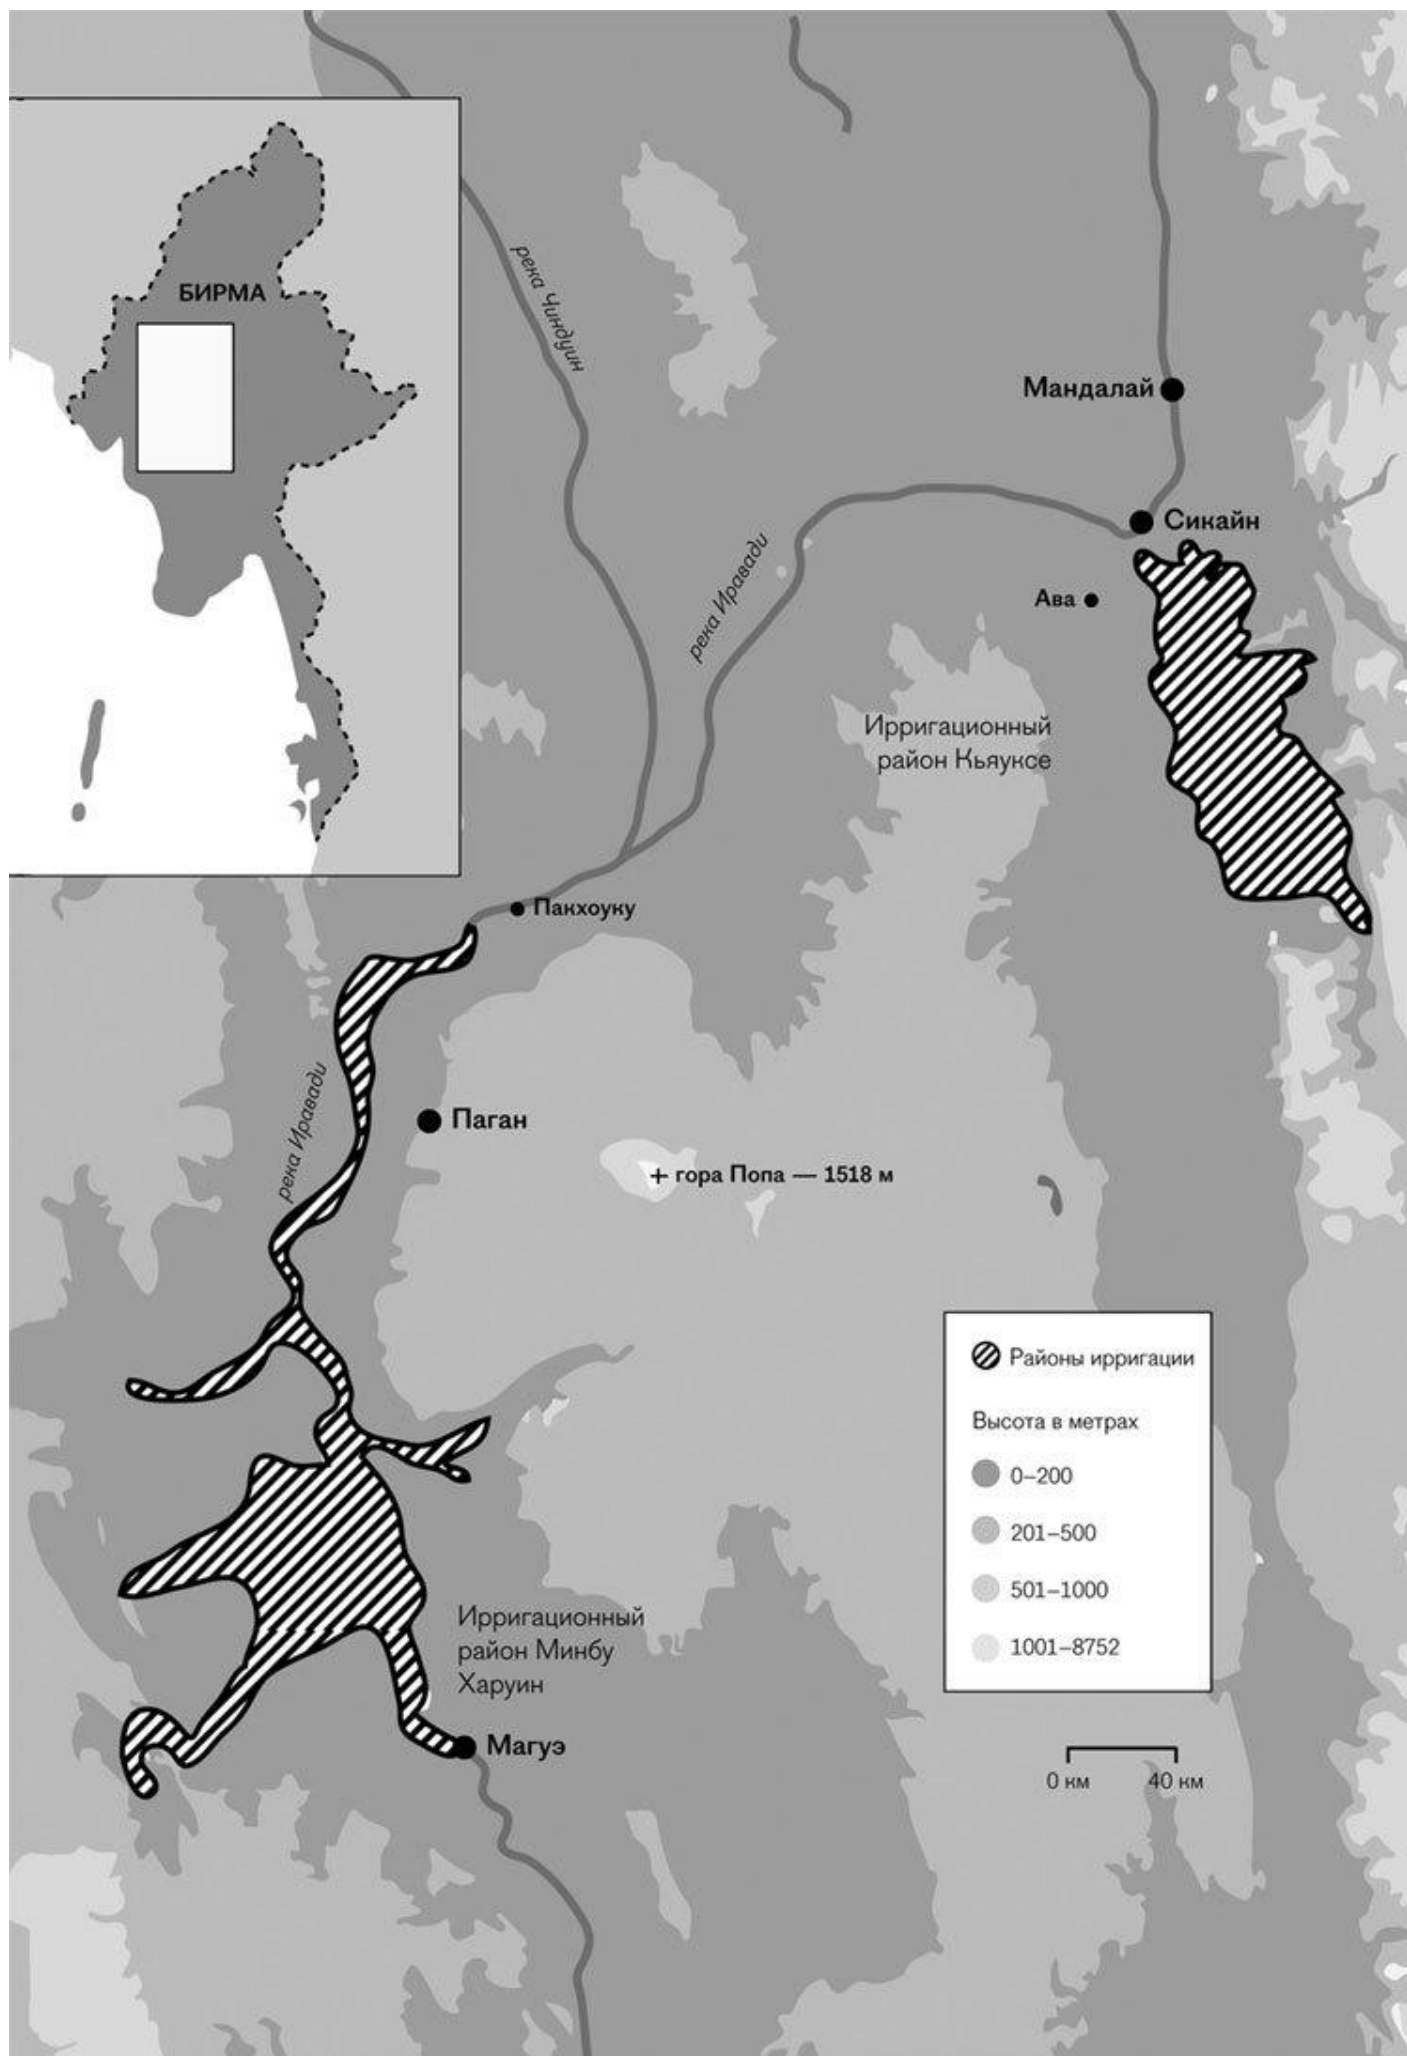 БИРМА
река Чиндуин
Мандалай
Сикайн
река Иравади
Ава
Ирригационный
район Кьяуксе
Пакхоуку
река Иравади
Паган
+ гора Попа — 1518 м
Районы ирригации
Высота в метрах
0–200
201–500
501–1000
1001–8752
Ирригационный
район Минбу
Харуин
Магуэ
0 км 40 км